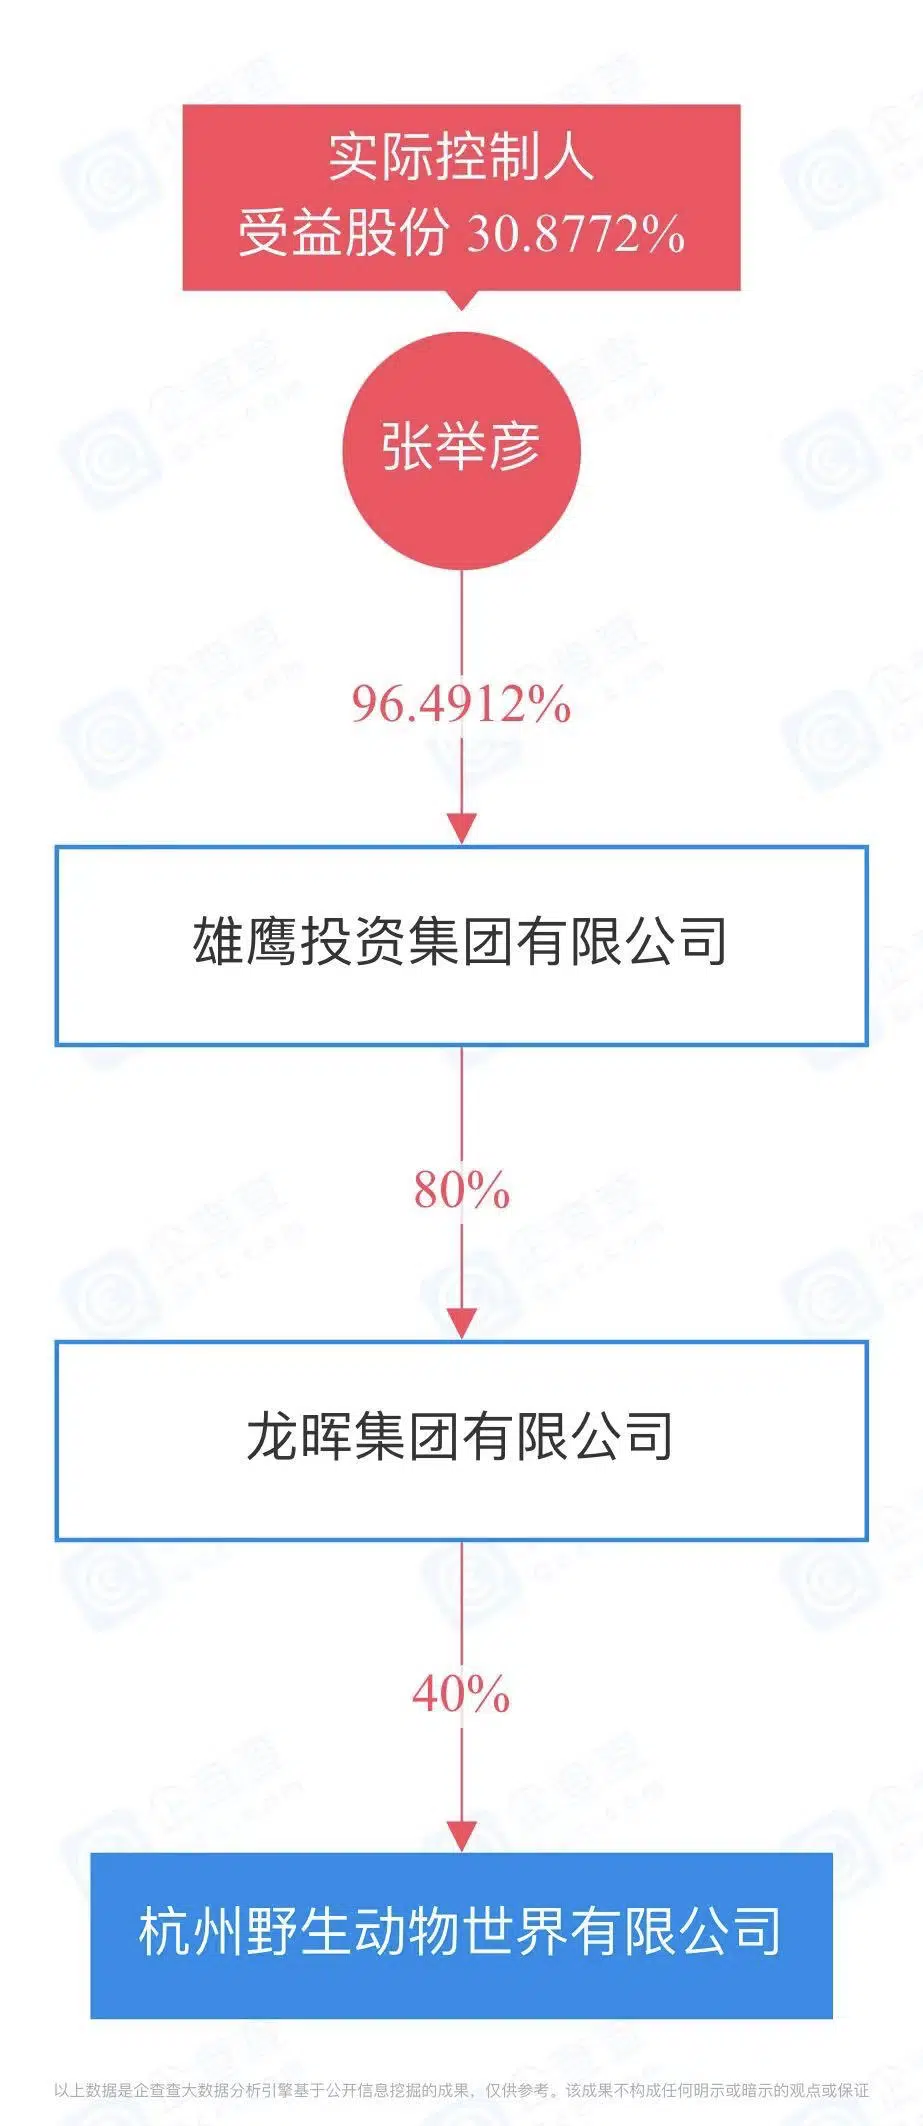 实际控制人
受益股份 30.8772%
张举彦
96.4912%
雄鹰投资集团有限公司
80%
龙晖集团有限公司
40%
杭州野生动物世界有限公司
以上数据是企查查大数据分析引擎基于公开信息挖掘的成果，仅供参考。该成果不构成任何明示或暗示的观点或保证